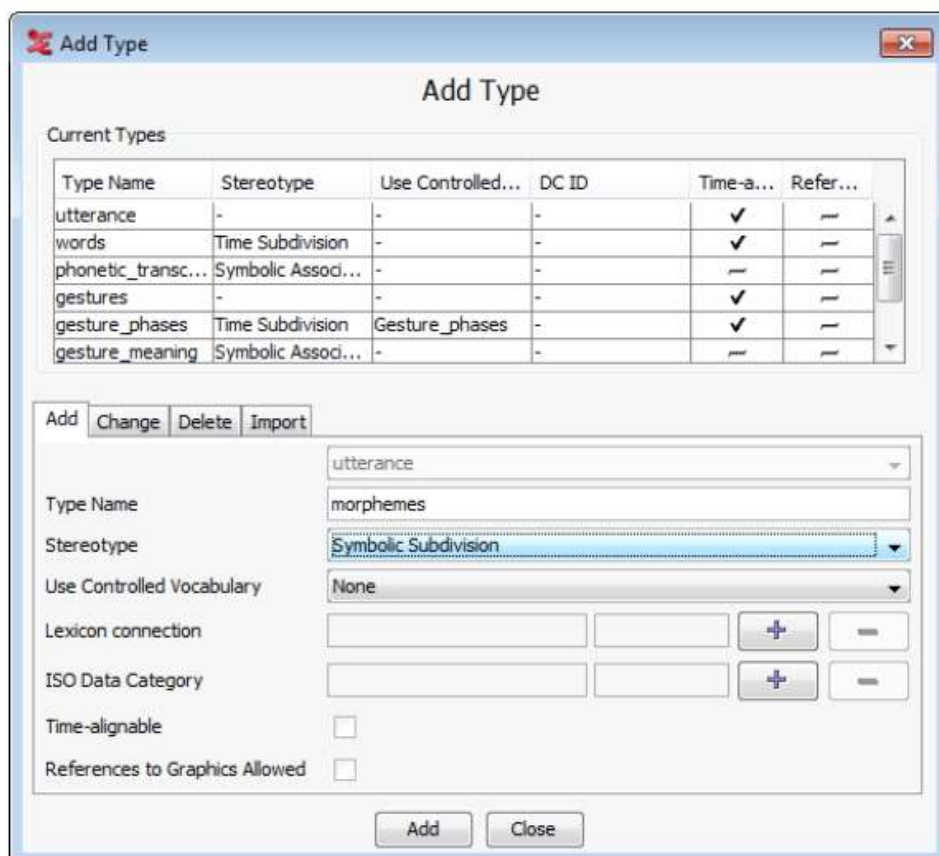 Add Type
Add Type
Current Types
Type Name Stereotype Use Controlled... DC ID Time-a... Refer...
utterance - - -
words Time Subdivision - -
phonetic_transc... Symbolic Associ... - -
gestures - - -
gesture_phases Time Subdivision Gesture_phases -
gesture_meaning Symbolic Associ... - -
Add Change Delete Import
utterance
Type Name morphemes
Stereotype Symbolic Subdivision
Use Controlled Vocabulary None
Lexicon connection
ISO Data Category
Time-alignable
References to Graphics Allowed
Add Close